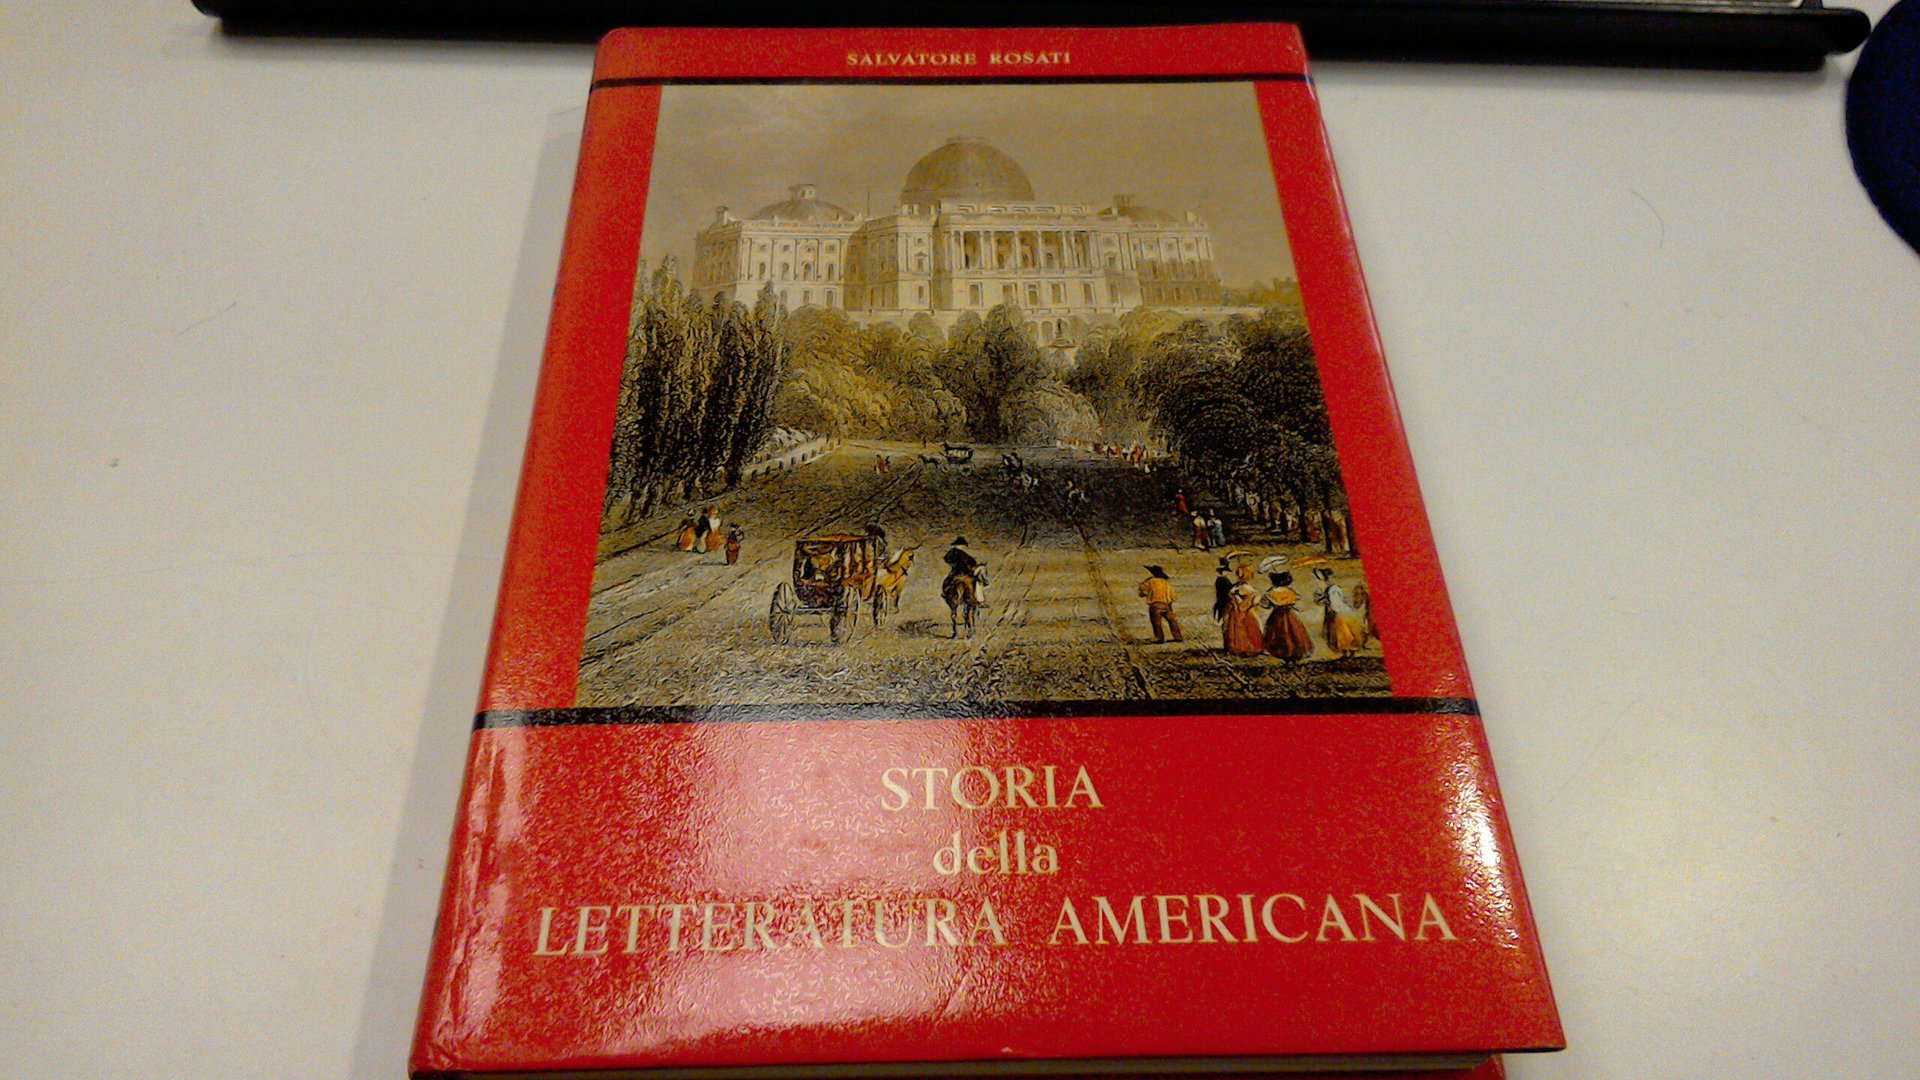 SALVATORE ROSATI
STORIA
della
LETTERATURA AMERICANA